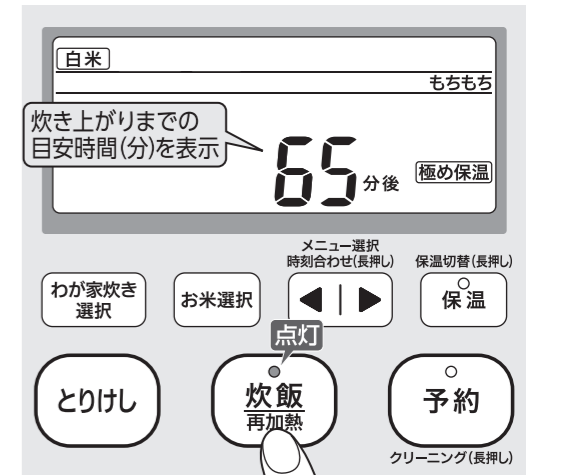 白米
もちもち
炊き上がりまでの
目安時間(分)を表示
65分後
極め保温
メニュー選択
時刻合わせ(長押し)
保温切替(長押し)
わが家炊き
選択
お米選択
保温
点灯
とりけし
炊飯
再加熱
予約
クリーニング(長押し)